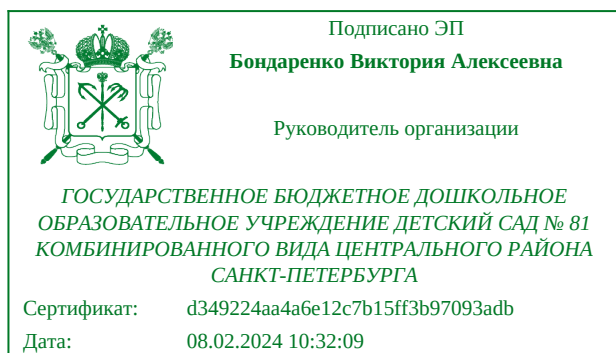 Подписано ЭП
Бондаренко Виктория Алексеевна
Руководитель организации
ГОСУДАРСТВЕННОЕ БЮДЖЕТНОЕ ДОШКОЛЬНОЕ
ОБРАЗОВАТЕЛЬНОЕ УЧРЕЖДЕНИЕ ДЕТСКИЙ САД № 81
КОМБИНИРОВАННОГО ВИДА ЦЕНТРАЛЬНОГО РАЙОНА
САНКТ-ПЕТЕРБУРГА
Сертификат: d349224aa4a6e12c7b15ff3b97093adb
Дата: 08.02.2024 10:32:09